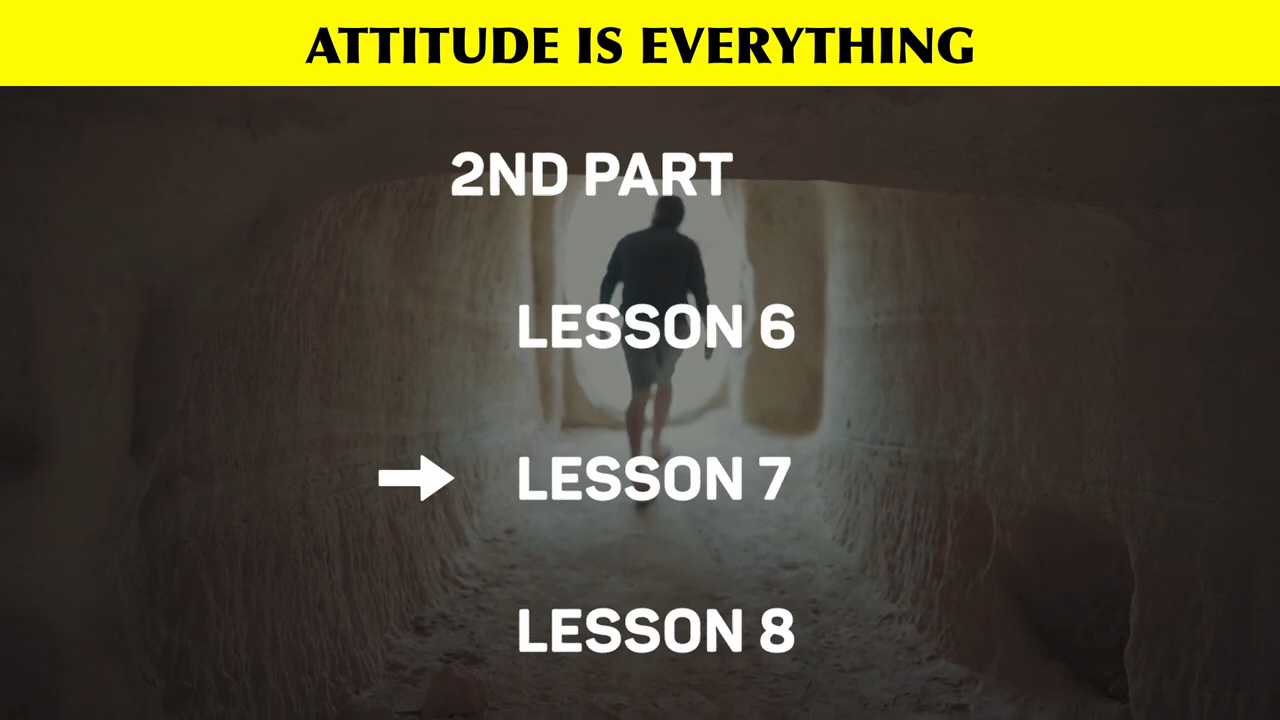 ATTITUDE IS EVERYTHING
2ND PART
LESSON 6
LESSON 7
LESSON 8